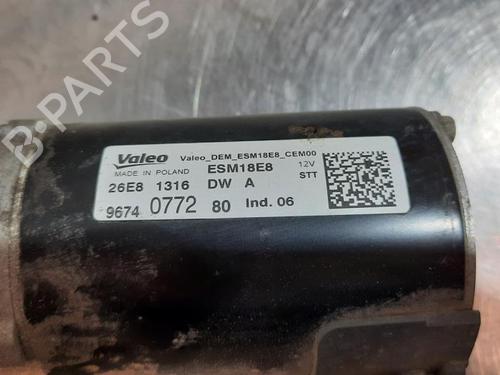 Valeo Valeo_DEM_ESM18E8_CEM00
MADE IN POLAND ESM18E8 12V
26E8 1316 DW A STT
9674 0772 80 Ind. 06
B-Parts